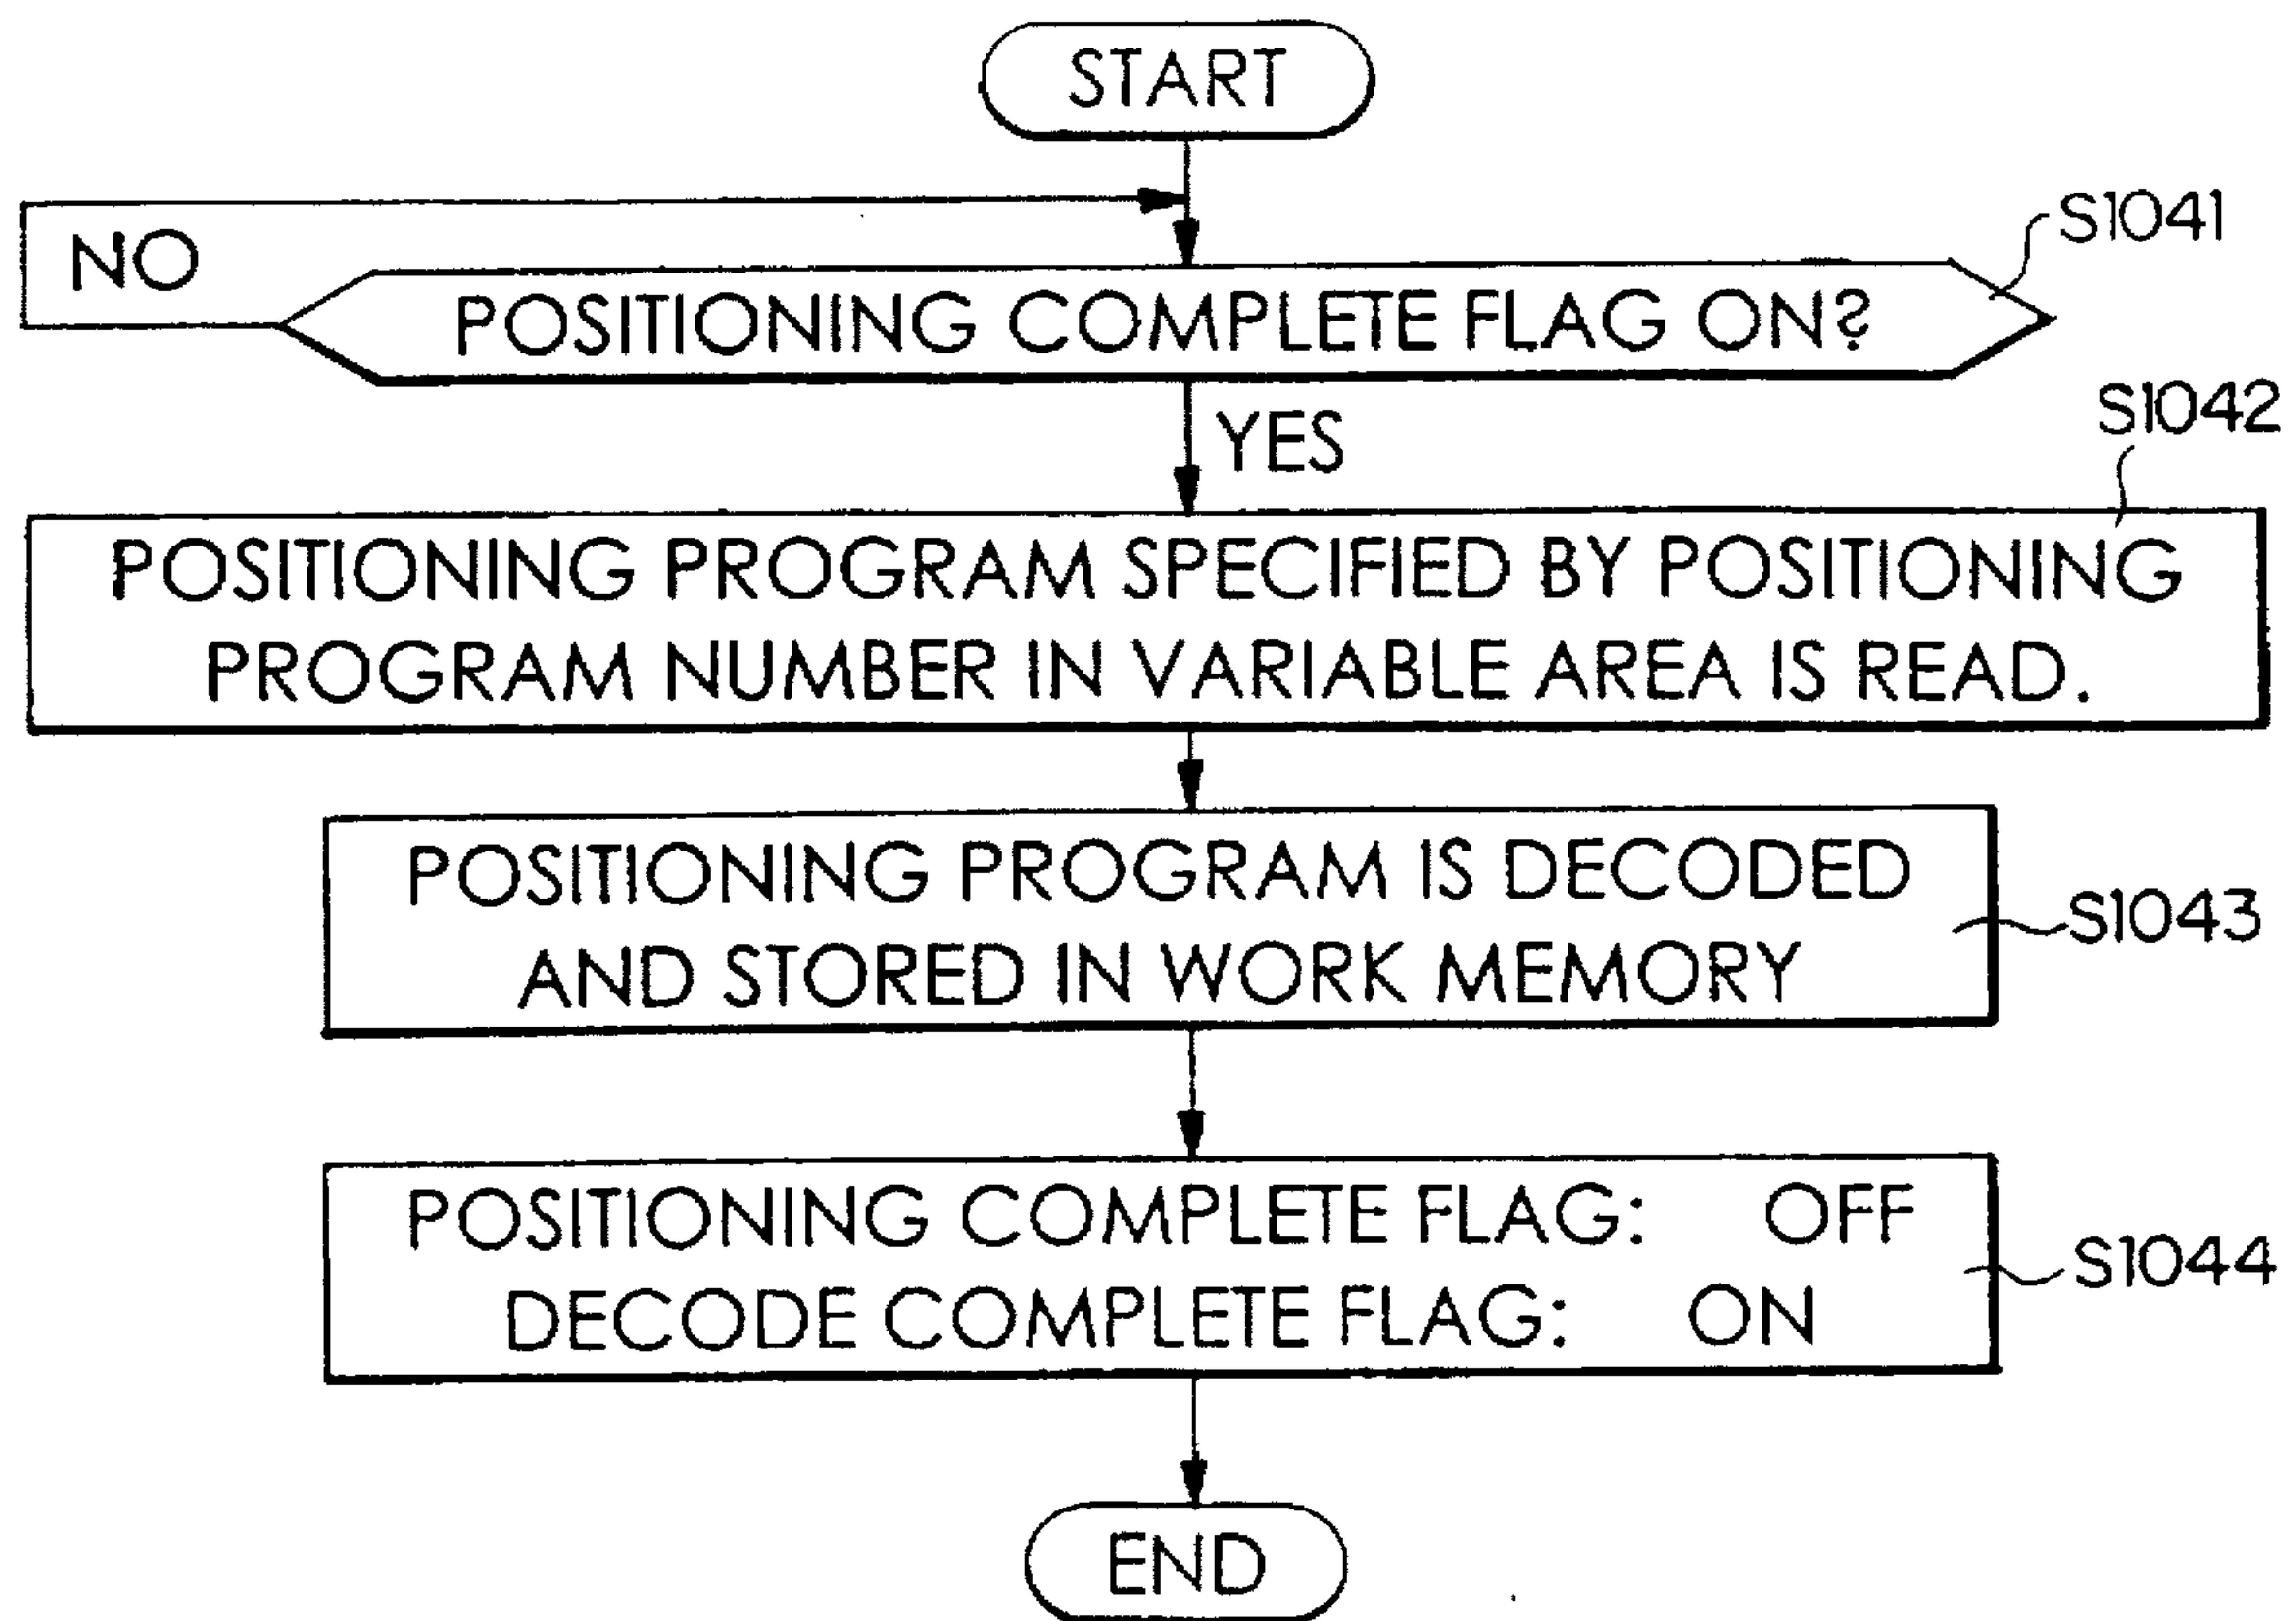 START
NO
S1041
POSITIONING COMPLETE FLAG ON?
YES
S1042
POSITIONING PROGRAM SPECIFIED BY POSITIONING
PROGRAM NUMBER IN VARIABLE AREA IS READ.
POSITIONING PROGRAM IS DECODED
AND STORED IN WORK MEMORY
S1043
POSITIONING COMPLETE FLAG: OFF
DECODE COMPLETE FLAG: ON
S1044
END